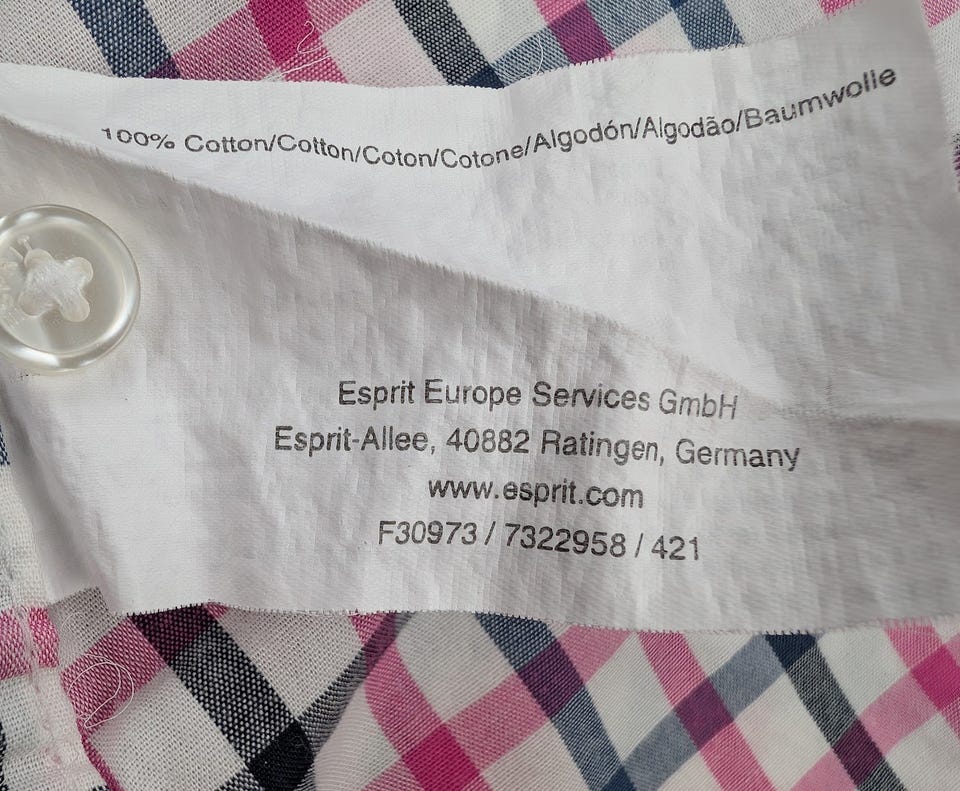 100% Cotton/Cotton/Coton/Cotone/Algodón/Algodão/Baumwolle
Esprit Europe Services GmbH
Esprit-Allee, 40882 Ratingen, Germany
www.esprit.com
F30973 / 7322958 / 421